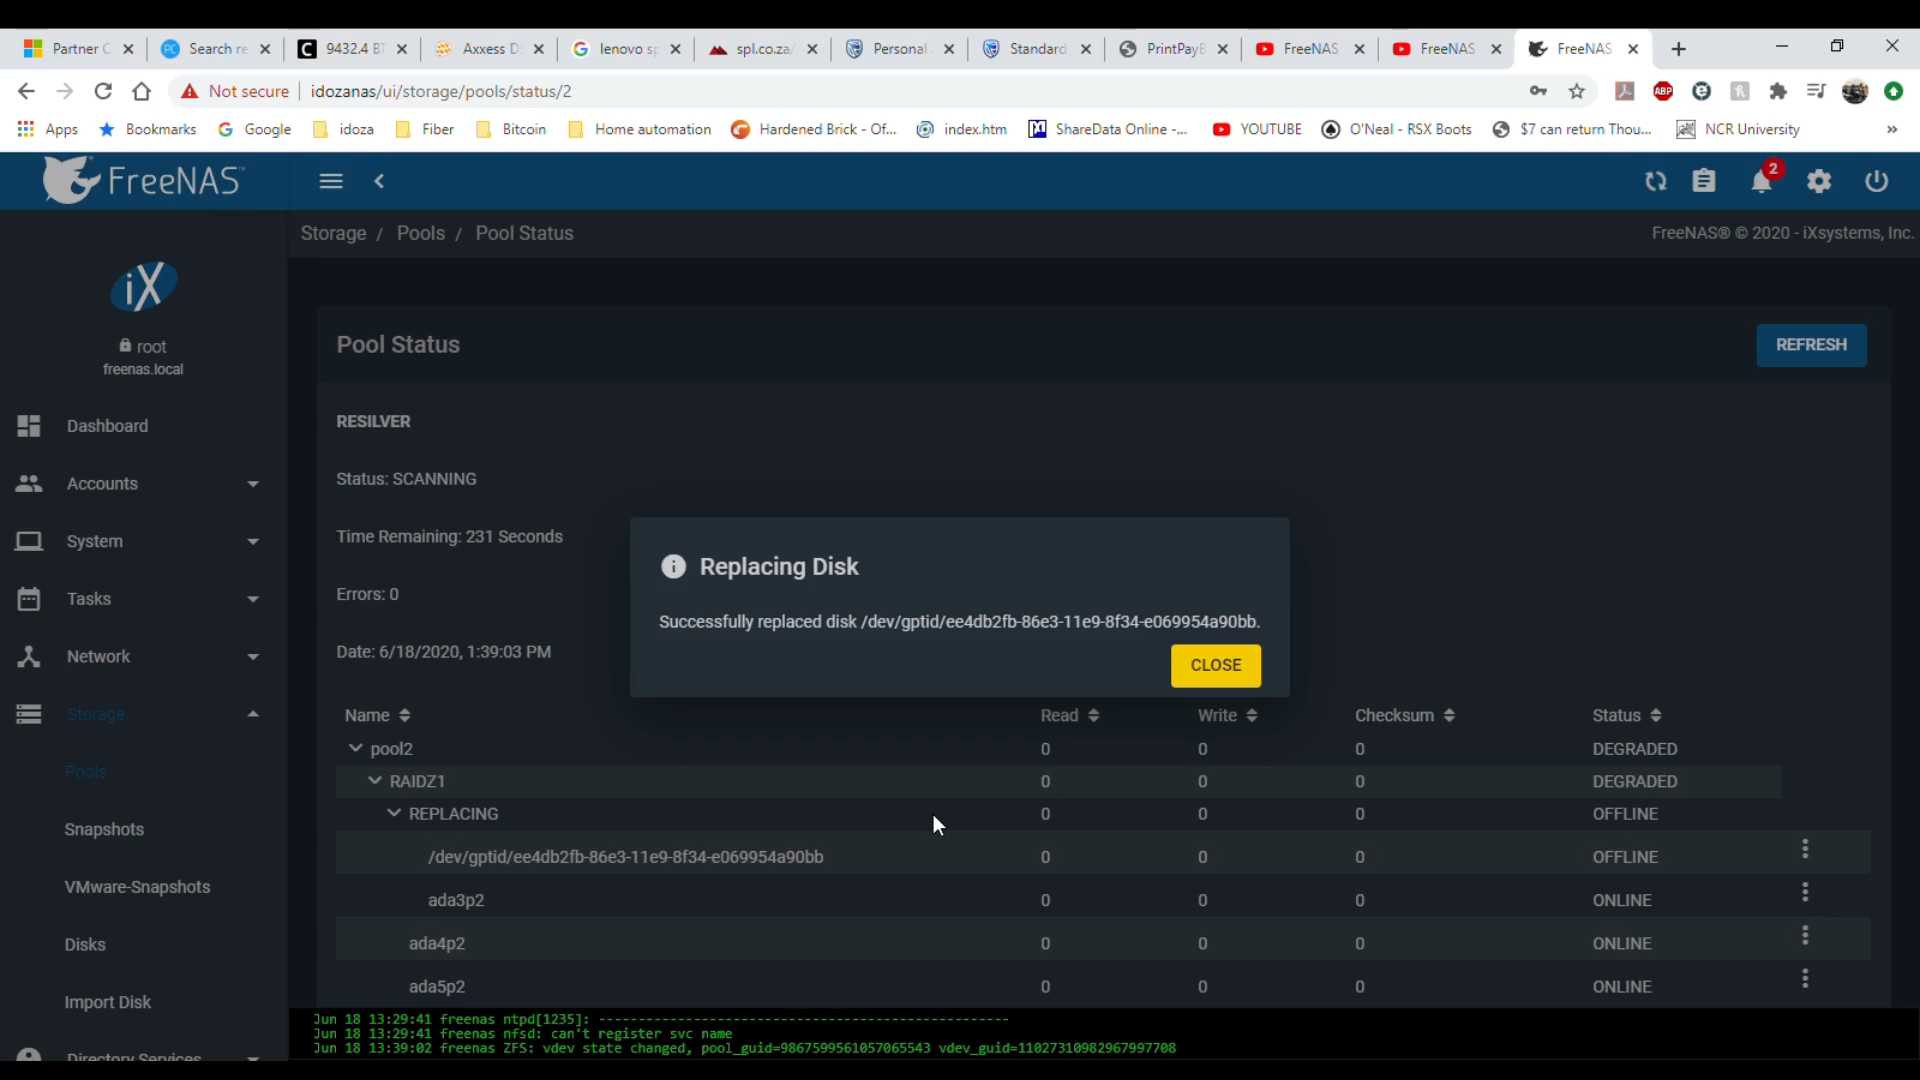 Partner C
Search re
9432.4 BT
Axxess D
lenovo sp
spl.co.za/
Personal
Standard
PrintPayB
FreeNAS
FreeNAS
FreeNAS
Not secure
idozanas/ui/storage/pools/status/2
ABP
Apps
Bookmarks
Google
idoza
Fiber
Bitcoin
Home automation
Hardened Brick - Of...
index.htm
ShareData Online -...
YOUTUBE
O'Neal - RSX Boots
$7 can return Thou...
NCR University
»
FreeNAS
2
Storage / Pools / Pool Status
FreeNAS® © 2020 - iXsystems, Inc.
iX
root
freenas.local
Dashboard
Accounts
System
Tasks
Network
Storage
Pools
Snapshots
VMware-Snapshots
Disks
Import Disk
Directory Services
Pool Status
REFRESH
RESILVER
Status: SCANNING
Time Remaining: 231 Seconds
Errors: 0
Date: 6/18/2020, 1:39:03 PM
Replacing Disk
Successfully replaced disk /dev/gptid/ee4db2fb-86e3-11e9-8f34-e069954a90bb.
CLOSE
Name Read Write Checksum Status
pool2 0 0 0 DEGRADED
RAIDZ1 0 0 0 DEGRADED
REPLACING 0 0 0 OFFLINE
/dev/gptid/ee4db2fb-86e3-11e9-8f34-e069954a90bb 0 0 0 OFFLINE
ada3p2 0 0 0 ONLINE
ada4p2 0 0 0 ONLINE
ada5p2 0 0 0 ONLINE
Jun 18 13:29:41 freenas ntpd[1235]: ----------------------------------------------------
Jun 18 13:29:41 freenas nfsd: can't register svc name
Jun 18 13:39:02 freenas ZFS: vdev state changed, pool_guid=9867599561057065543 vdev_guid=11027310982967997708